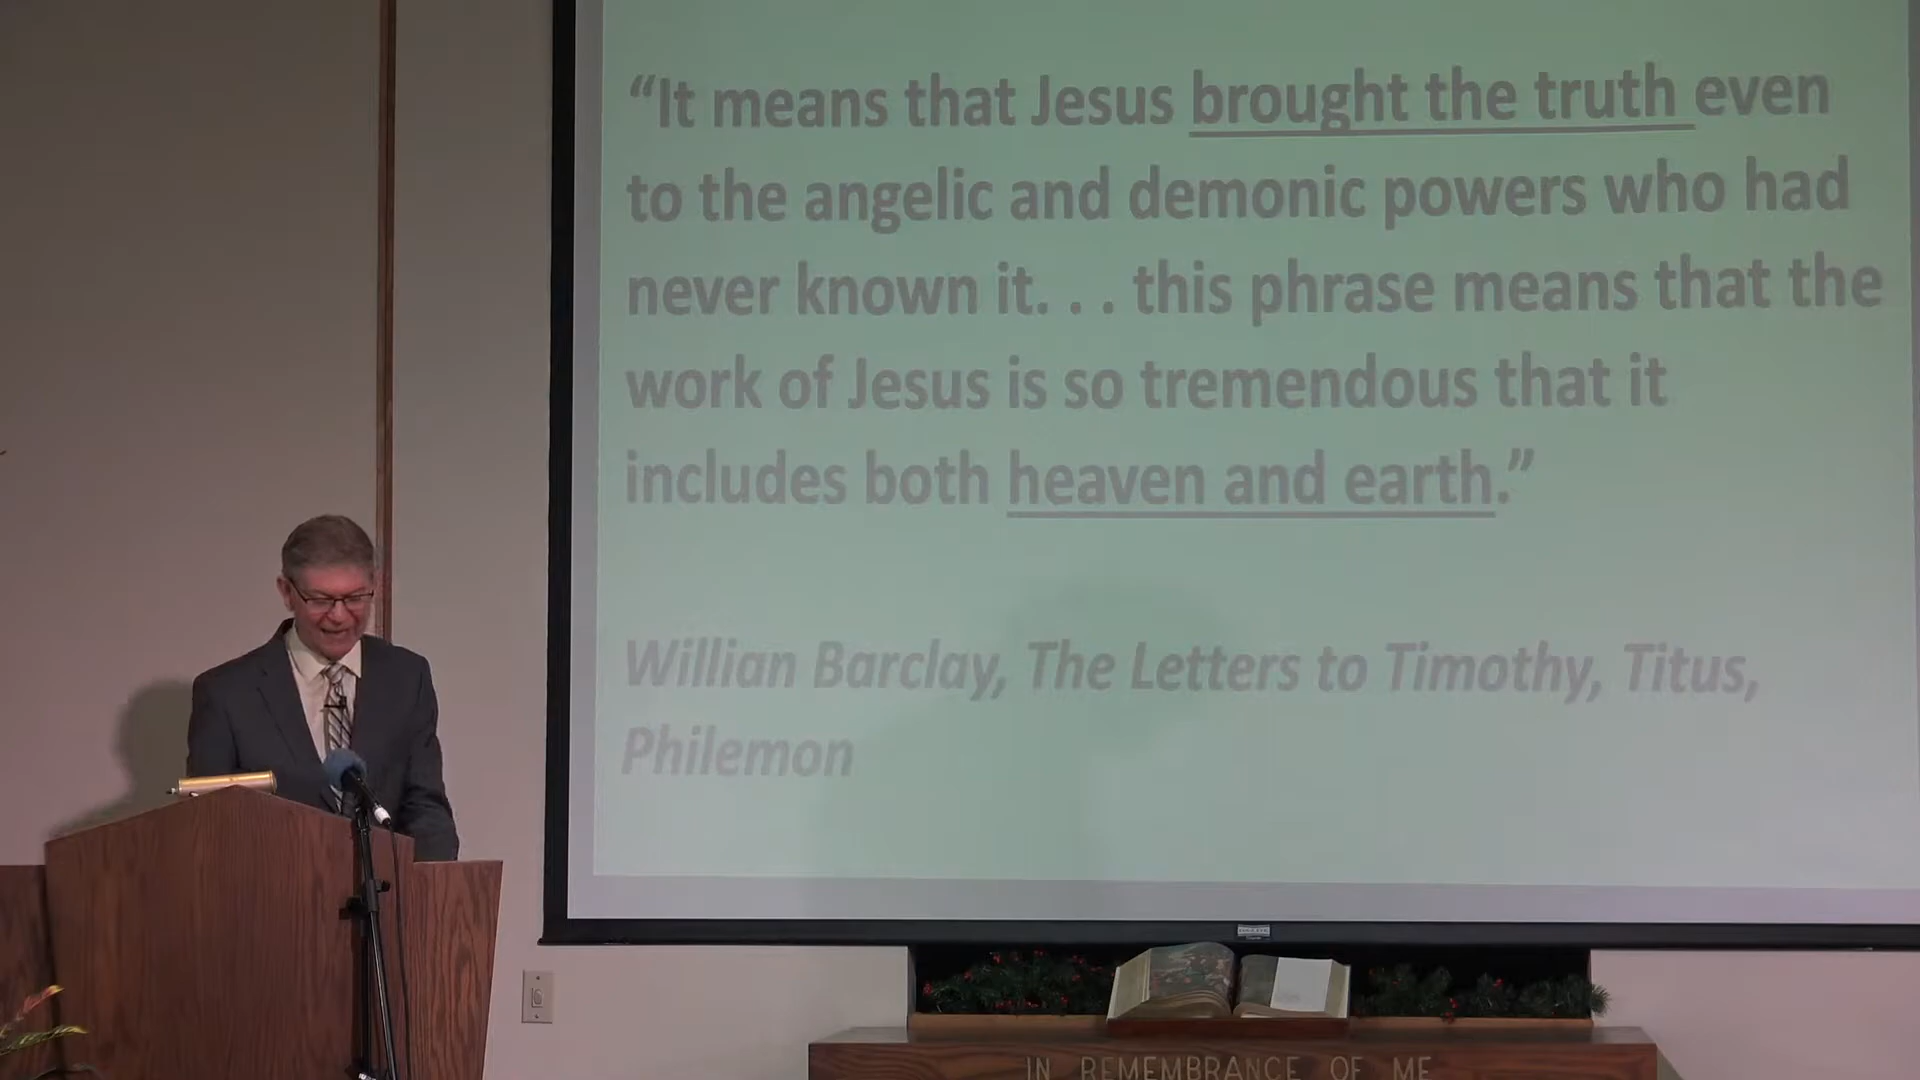 “It means that Jesus brought the truth even
to the angelic and demonic powers who had
never known it. . . this phrase means that the
work of Jesus is so tremendous that it
includes both heaven and earth.”
Willian Barclay, The Letters to Timothy, Titus,
Philemon
IN REMEMBRANCE OF ME